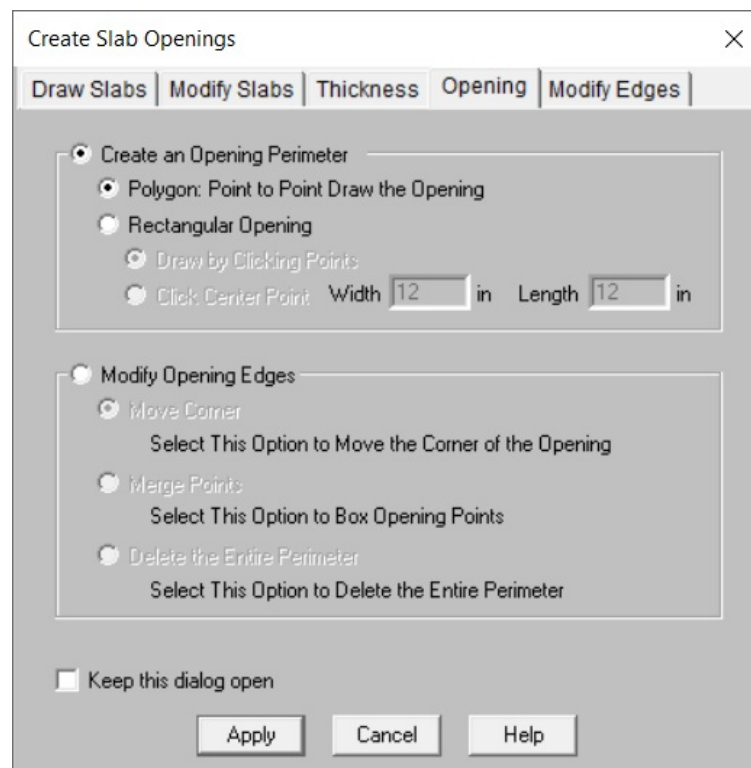 Create Slab Openings
Draw Slabs Modify Slabs Thickness Opening Modify Edges
Create an Opening Perimeter
Polygon: Point to Point Draw the Opening
Rectangular Opening
Draw by Clicking Points
Click Center Point Width 12 in Length 12 in
Modify Opening Edges
Move Corner
Select This Option to Move the Corner of the Opening
Merge Points
Select This Option to Box Opening Points
Delete the Entire Perimeter
Select This Option to Delete the Entire Perimeter
Keep this dialog open
Apply Cancel Help